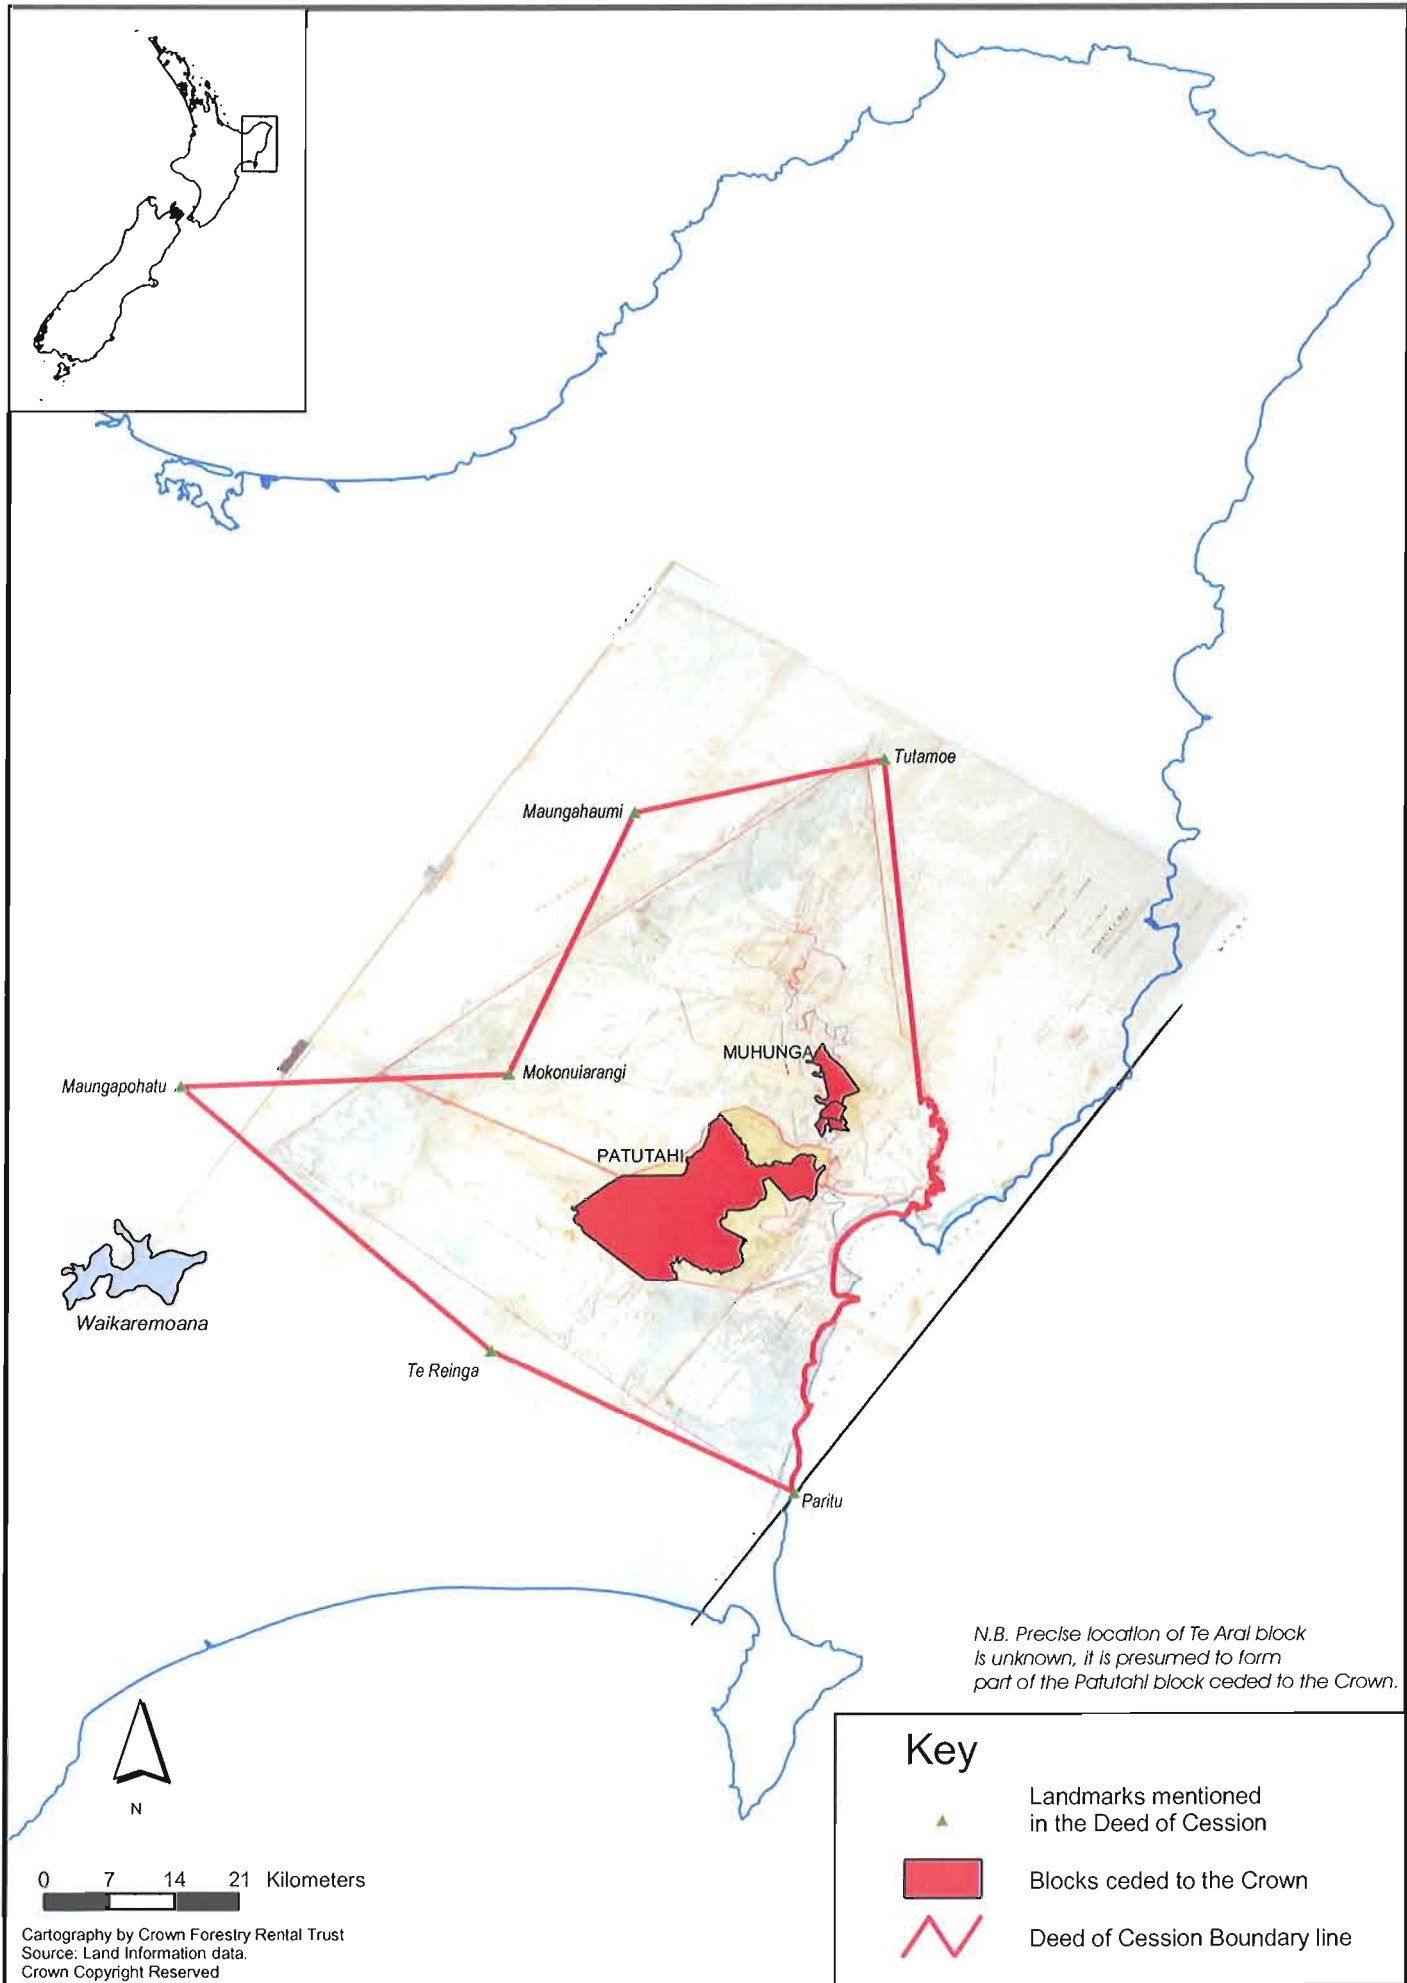 Tutamoe
Maungahaumi
MUHUNGA
Mokonuiarangi
Maungapohatu
PATUTAHI
Waikaremoana
Te Reinga
Paritu
N.B. Precise location of Te Arai block
is unknown, it is presumed to form
part of the Patutahi block ceded to the Crown.
N
0 7 14 21 Kilometers
Cartography by Crown Forestry Rental Trust
Source: Land Information data.
Crown Copyright Reserved
Key
Landmarks mentioned
in the Deed of Cession
Blocks ceded to the Crown
Deed of Cession Boundary line